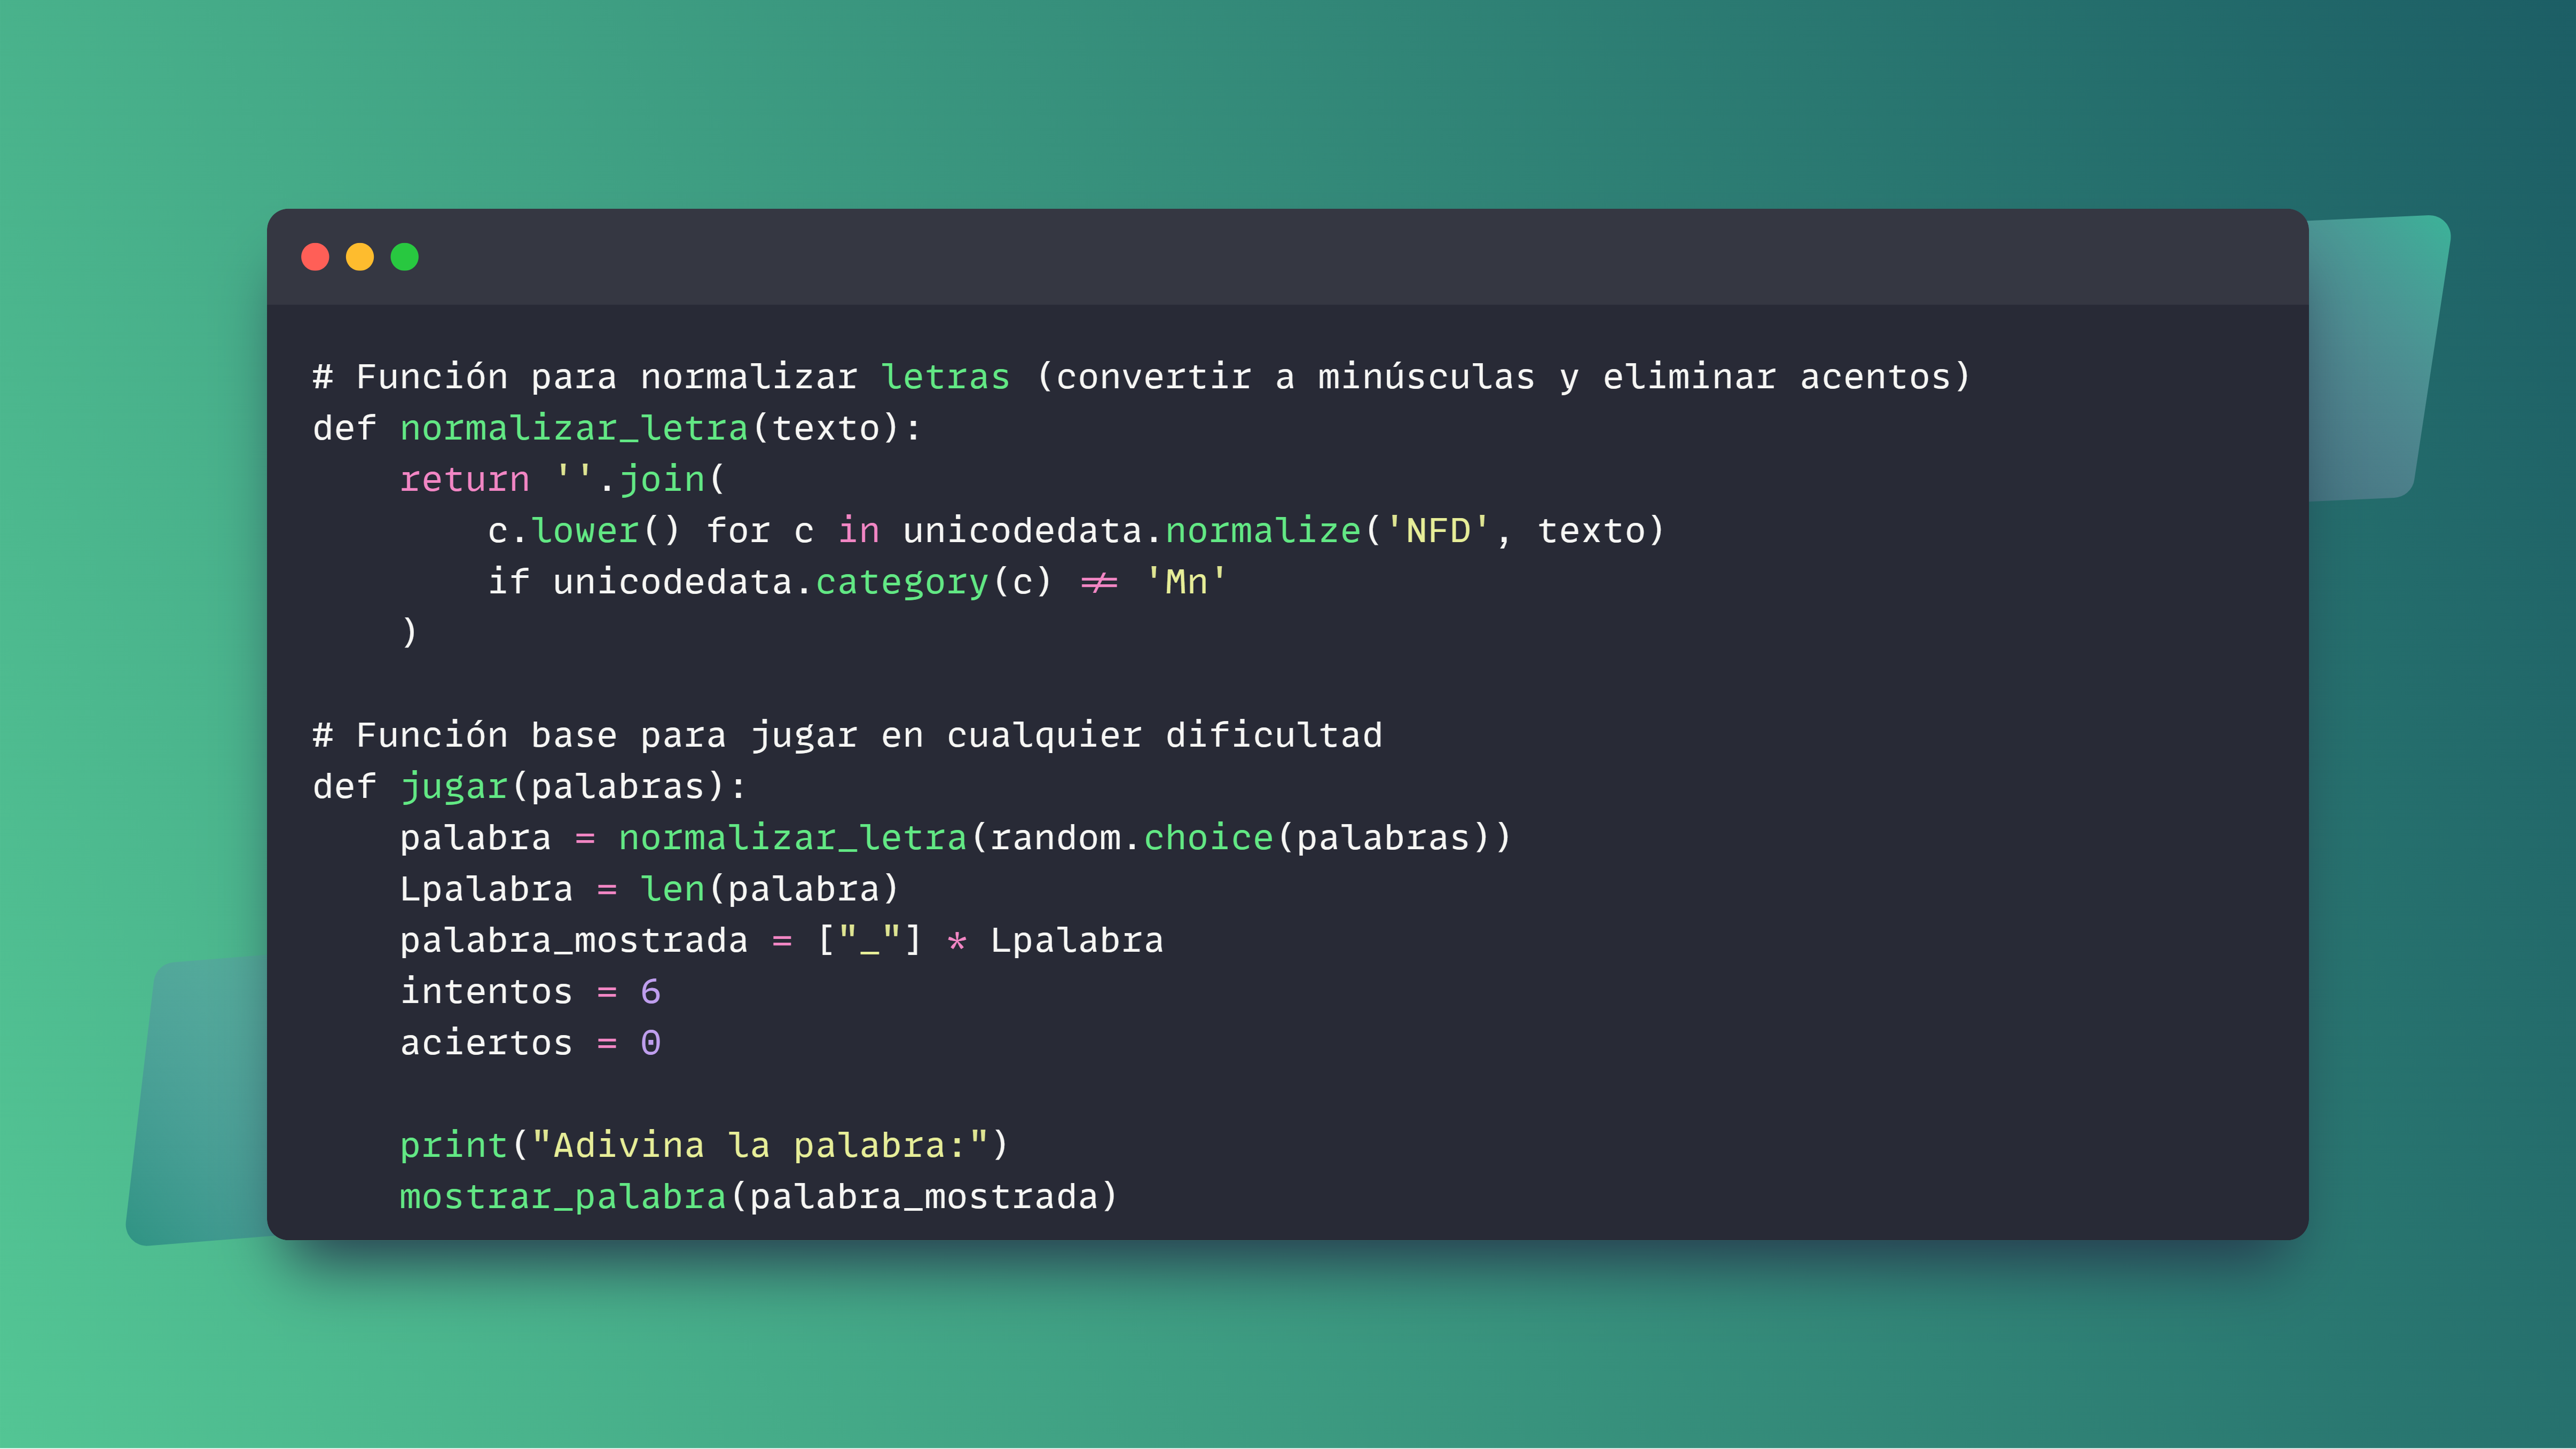 # Función para normalizar letras (convertir a minúsculas y eliminar acentos)
def normalizar_letra(texto):
    return ''.join(
        c.lower() for c in unicodedata.normalize('NFD', texto)
        if unicodedata.category(c) != 'Mn'
    )

# Función base para jugar en cualquier dificultad
def jugar(palabras):
    palabra = normalizar_letra(random.choice(palabras))
    Lpalabra = len(palabra)
    palabra_mostrada = ["_"] * Lpalabra
    intentos = 6
    aciertos = 0

    print("Adivina la palabra:")
    mostrar_palabra(palabra_mostrada)